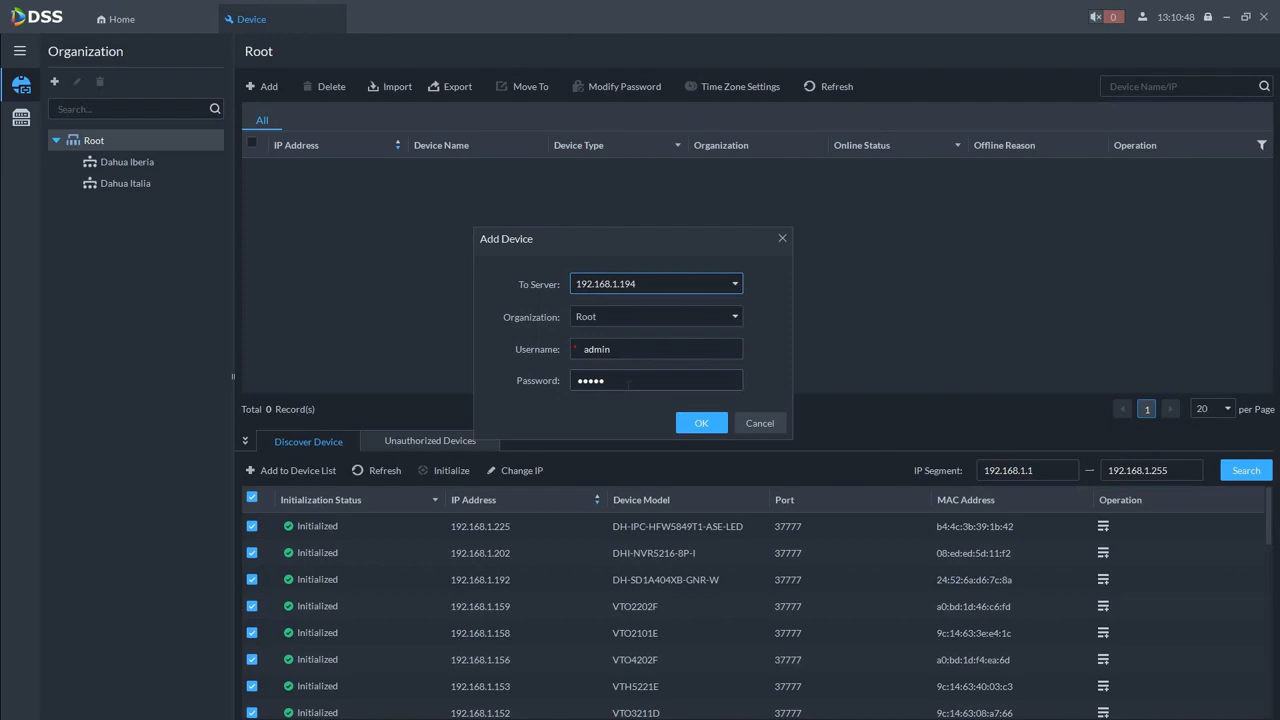 DSS Home Device 0 13:10:48
Organization Root
Add Delete Import Export Move To Modify Password Time Zone Settings Refresh Device Name/IP
Search...
All
Root
IP Address Device Name Device Type Organization Online Status Offline Reason Operation
Dahua Iberia
Dahua Italia
Add Device
To Server: 192.168.1.194
Organization: Root
Username: * admin
Password: •••••
OK Cancel
Total 0 Record(s) 1 20 per Page
Discover Device Unauthorized Devices
Add to Device List Refresh Initialize Change IP IP Segment: 192.168.1.1 — 192.168.1.255 Search
Initialization Status IP Address Device Model Port MAC Address Operation
Initialized 192.168.1.225 DH-IPC-HFW5849T1-ASE-LED 37777 b4:4c:3b:39:1b:42
Initialized 192.168.1.202 DHI-NVR5216-8P-I 37777 08:ed:ed:5d:11:f2
Initialized 192.168.1.192 DH-SD1A404XB-GNR-W 37777 24:52:6a:d6:7c:8a
Initialized 192.168.1.159 VTO2202F 37777 a0:bd:1d:46:c6:fd
Initialized 192.168.1.158 VTO2101E 37777 9c:14:63:3e:e4:1c
Initialized 192.168.1.156 VTO4202F 37777 a0:bd:1d:f4:ea:6d
Initialized 192.168.1.153 VTH5221E 37777 9c:14:63:40:03:c3
Initialized 192.168.1.152 VTO3211D 37777 9c:14:63:08:a7:66